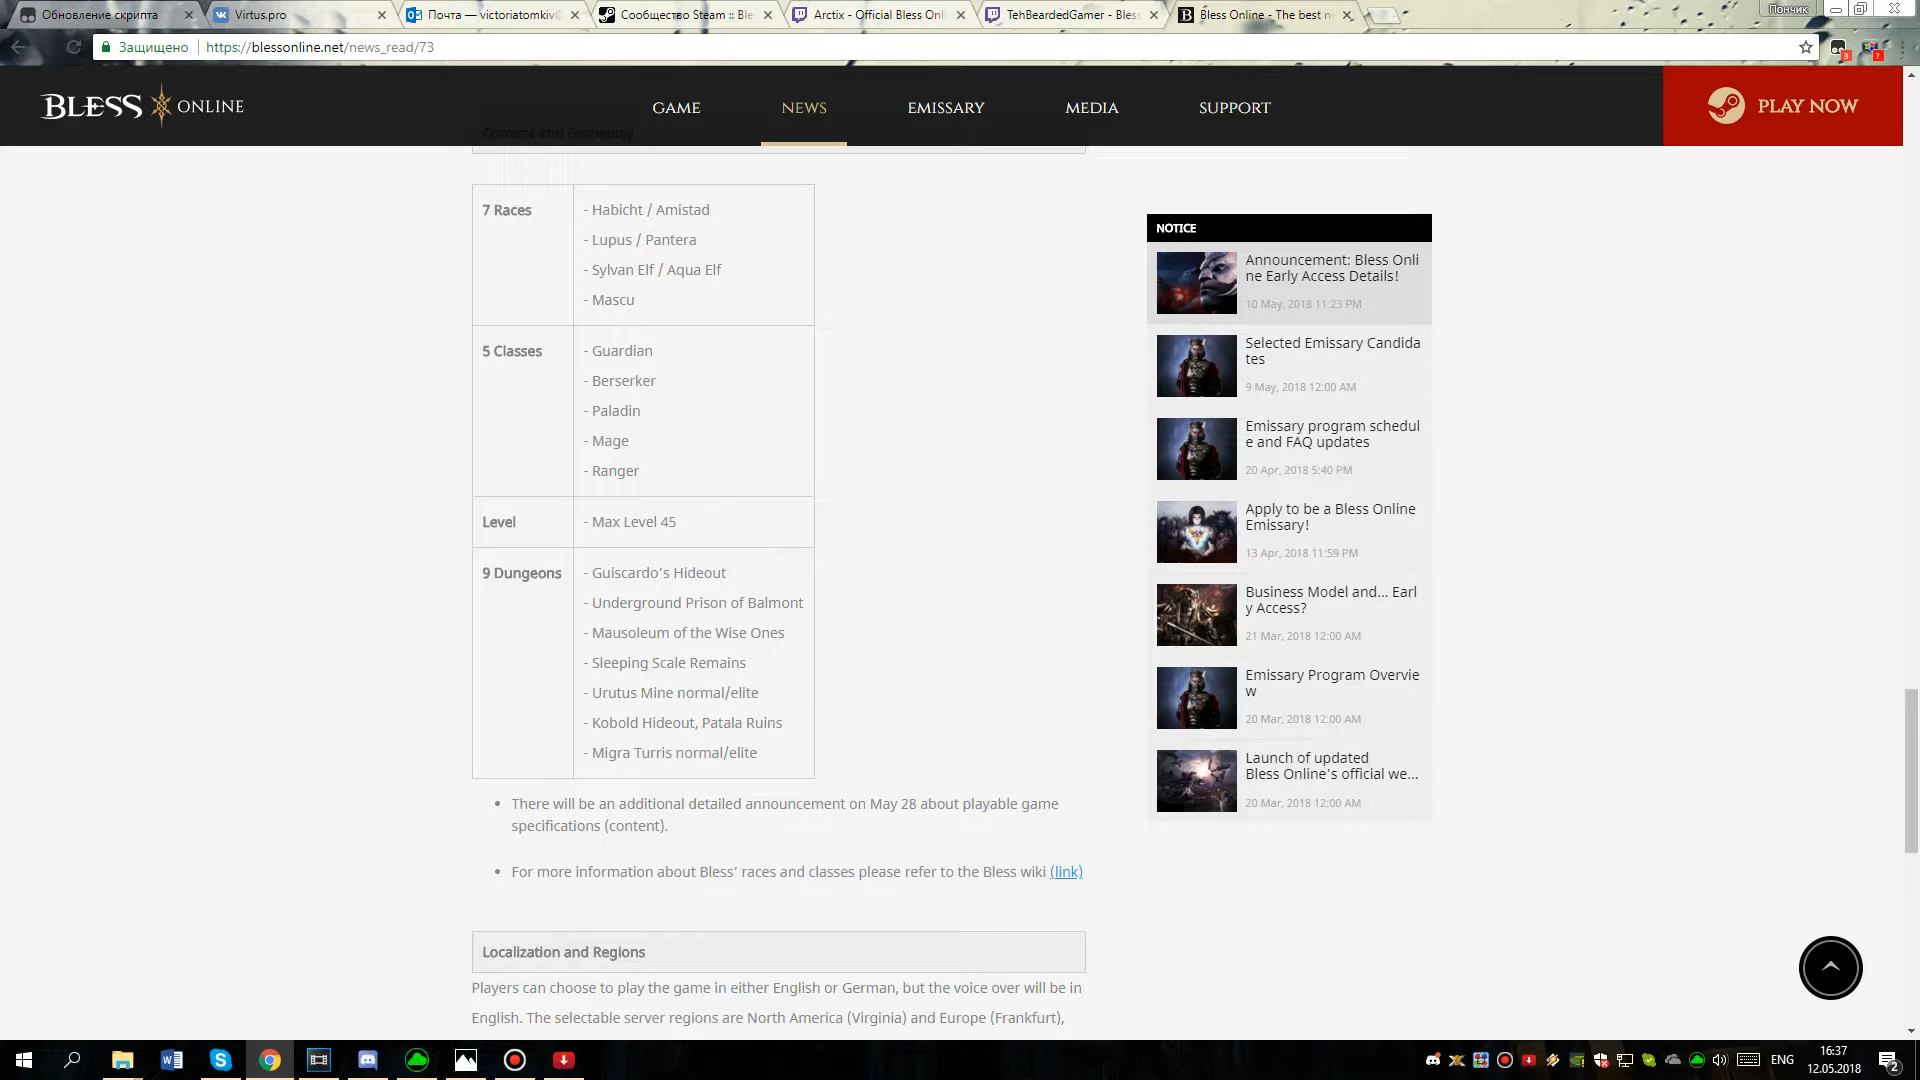 Обновление скрипта
Virtus.pro
Почта — victoriatomkiv
Сообщество Steam :: Ble
Arctix - Official Bless Onl
TehBeardedGamer - Bless
Bless Online - The best n
Пончик
Защищено
https://blessonline.net/news_read/73
BLESS ONLINE
GAME
NEWS
EMISSARY
MEDIA
SUPPORT
PLAY NOW
Content and Gameplay
7 Races
- Habicht / Amistad
- Lupus / Pantera
- Sylvan Elf / Aqua Elf
- Mascu
5 Classes
- Guardian
- Berserker
- Paladin
- Mage
- Ranger
Level
- Max Level 45
9 Dungeons
- Guiscardo's Hideout
- Underground Prison of Balmont
- Mausoleum of the Wise Ones
- Sleeping Scale Remains
- Urutus Mine normal/elite
- Kobold Hideout, Patala Ruins
- Migra Turris normal/elite
• There will be an additional detailed announcement on May 28 about playable game
specifications (content).
• For more information about Bless' races and classes please refer to the Bless wiki (link)
Localization and Regions
Players can choose to play the game in either English or German, but the voice over will be in
English. The selectable server regions are North America (Virginia) and Europe (Frankfurt),
NOTICE
Announcement: Bless Onli
ne Early Access Details!
10 May, 2018 11:23 PM
Selected Emissary Candida
tes
9 May, 2018 12:00 AM
Emissary program schedul
e and FAQ updates
20 Apr, 2018 5:40 PM
Apply to be a Bless Online
Emissary!
13 Apr, 2018 11:59 PM
Business Model and... Earl
y Access?
21 Mar, 2018 12:00 AM
Emissary Program Overvie
w
20 Mar, 2018 12:00 AM
Launch of updated
Bless Online's official we...
20 Mar, 2018 12:00 AM
ENG
16:37
12.05.2018
2